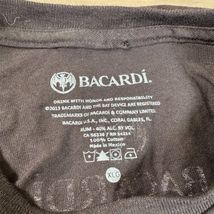 BACARDÍ.
DRINK WITH HONOR AND RESPONSIBILITY
©2013 BACARDI AND THE BAT DEVICE ARE REGISTERED
TRADEMARKS OF BACARDI & COMPANY LIMITED.
BACARDI U.S.A., INC., CORAL GABLES, FL.
RUM - 40% ALC. BY VOL.
100% Cotton
Made in Mexico
XLG